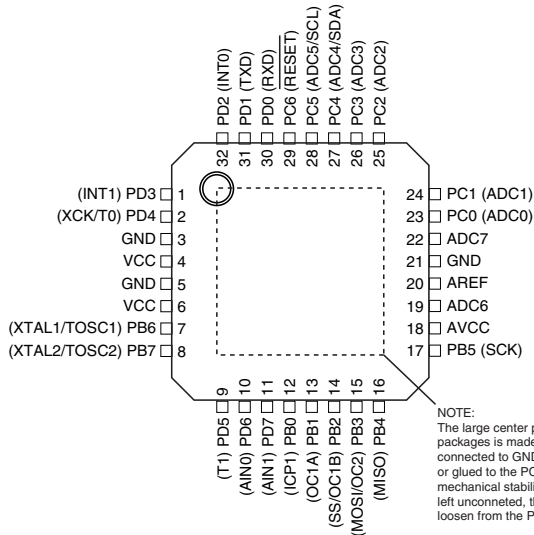 PD2 (INT0)
PD1 (TXD)
PD0 (RXD)
PC6 (RESET)
PC5 (ADC5/SCL)
PC4 (ADC4/SDA)
PC3 (ADC3)
PC2 (ADC2)
32
31
30
29
28
27
26
25
(INT1) PD3 1
(XCK/T0) PD4 2
GND 3
VCC 4
GND 5
VCC 6
(XTAL1/TOSC1) PB6 7
(XTAL2/TOSC2) PB7 8
24 PC1 (ADC1)
23 PC0 (ADC0)
22 ADC7
21 GND
20 AREF
19 ADC6
18 AVCC
17 PB5 (SCK)
9
10
11
12
13
14
15
16
(T1) PD5
(AIN0) PD6
(AIN1) PD7
(ICP1) PB0
(OC1A) PB1
(SS/OC1B) PB2
(MOSI/OC2) PB3
(MISO) PB4
NOTE:
The large center
packages is made
connected to GND
or glued to the PC
mechanical stabili
left unconneted, th
loosen from the P